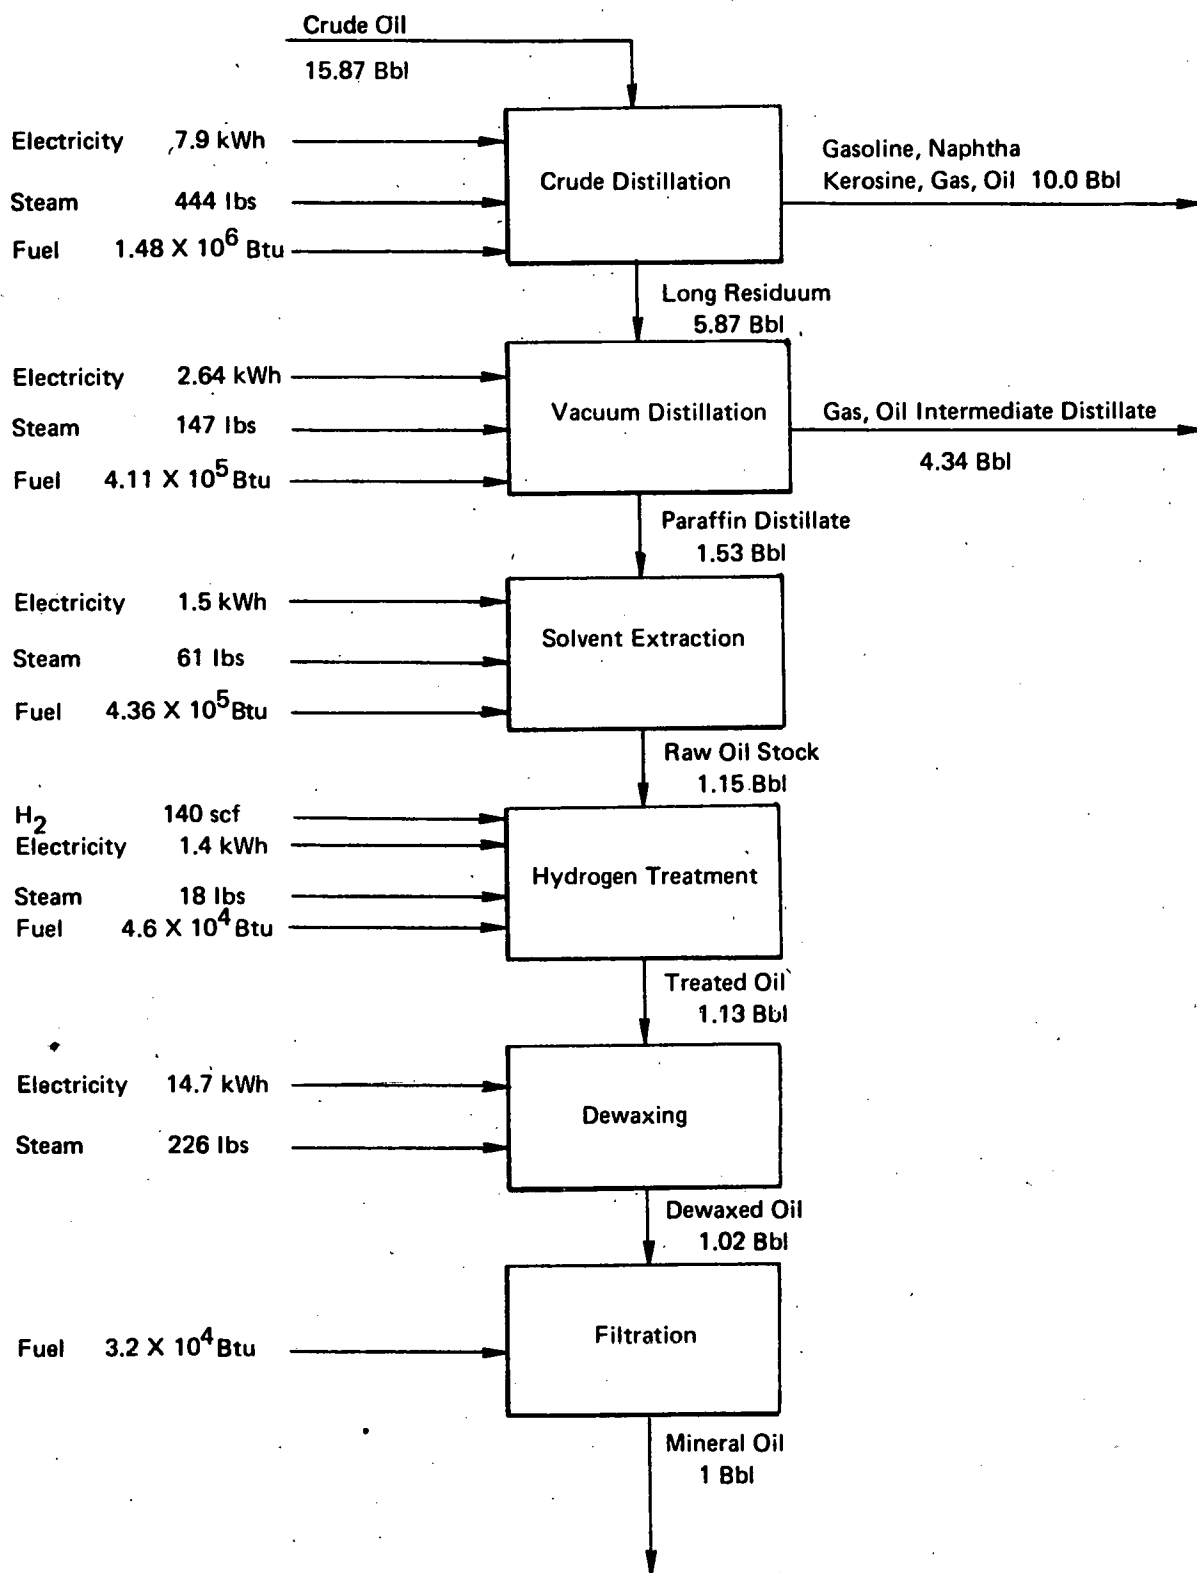 Crude Oil
15.87 Bbl
Electricity 7.9 kWh
Steam 444 lbs
Fuel 1.48 X 10^6 Btu
Crude Distillation
Gasoline, Naphtha
Kerosine, Gas, Oil 10.0 Bbl
Long Residuum
5.87 Bbl
Electricity 2.64 kWh
Steam 147 lbs
Fuel 4.11 X 10^5 Btu
Vacuum Distillation
Gas, Oil Intermediate Distillate
4.34 Bbl
Paraffin Distillate
1.53 Bbl
Electricity 1.5 kWh
Steam 61 lbs
Fuel 4.36 X 10^5 Btu
Solvent Extraction
Raw Oil Stock
1.15 Bbl
H2 140 scf
Electricity 1.4 kWh
Steam 18 lbs
Fuel 4.6 X 10^4 Btu
Hydrogen Treatment
Treated Oil
1.13 Bbl
Electricity 14.7 kWh
Steam 226 lbs
Dewaxing
Dewaxed Oil
1.02 Bbl
Fuel 3.2 X 10^4 Btu
Filtration
Mineral Oil
1 Bbl